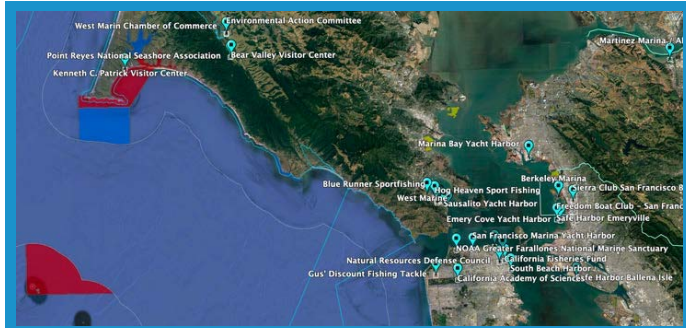 Environmental Action Committee
West Marin Chamber of Commerce
Martinez Marina / Al
Point Reyes National Seashore Association
Bear Valley Visitor Center
Kenneth C. Patrick Visitor Center
Marina Bay Yacht Harbor
Berkeley Marina
Blue Runner Sportfishing
Hog Heaven Sport Fishing
Sierra Club San Francisco B
West Marine
Sausalito Yacht Harbor
Freedom Boat Club - San Franc
Emery Cove Yacht Harbor
Safe Harbor Emeryville
San Francisco Marina Yacht Harbor
NOAA Greater Farallones National Marine Sanctuary
Natural Resources Defense Council
California Fisheries Fund
Gus' Discount Fishing Tackle
South Beach Harbor
California Academy of Sciences
fe Harbor Ballena Isle